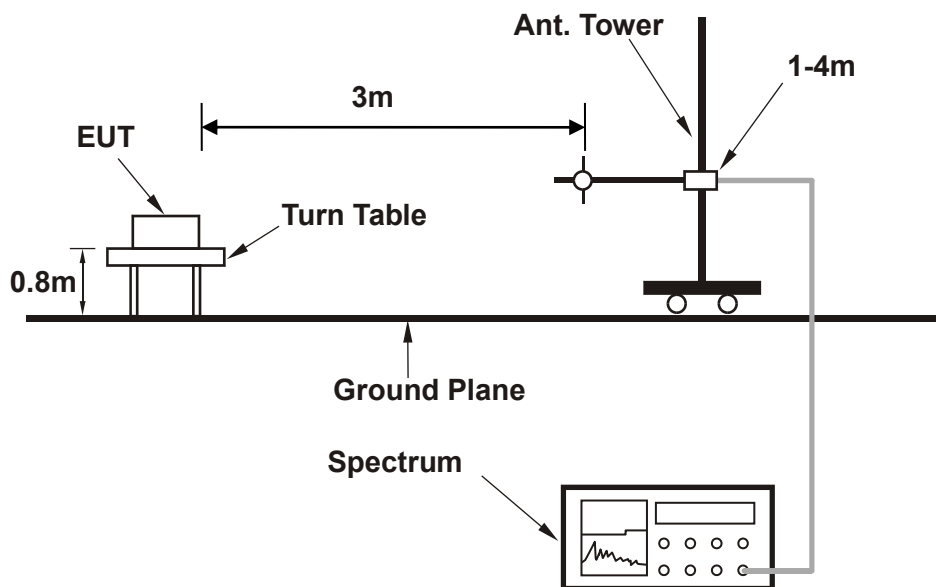 Ant. Tower
1-4m
3m
EUT
Turn Table
0.8m
Ground Plane
Spectrum